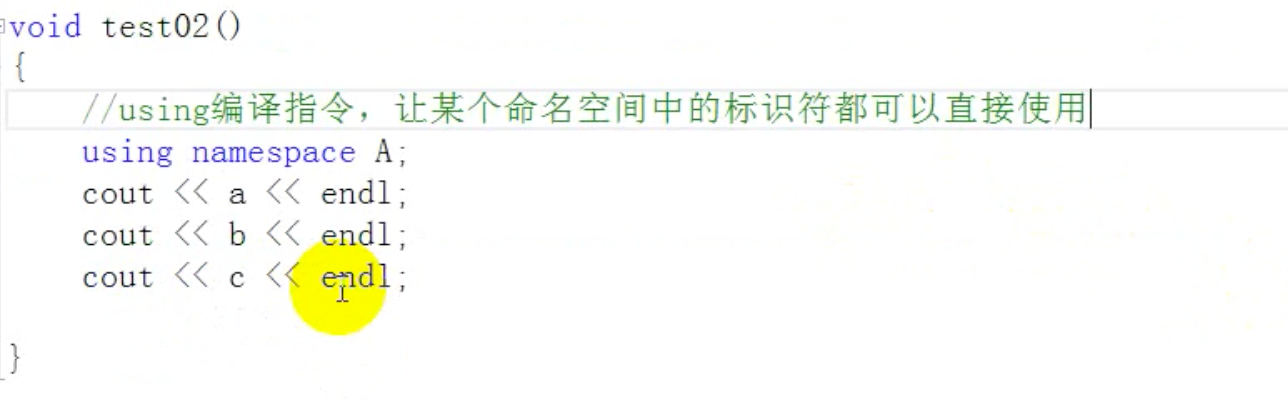 void test02()
{
//using编译指令，让某个命名空间中的标识符都可以直接使用
using namespace A;
cout << a << endl;
cout << b << endl;
cout << c << endl;
}